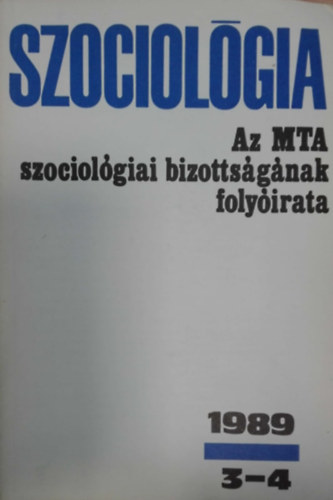 SZOCIOLÓGIA
Az MTA
szociológiai bizottságának
folyóirata
1989
3-4